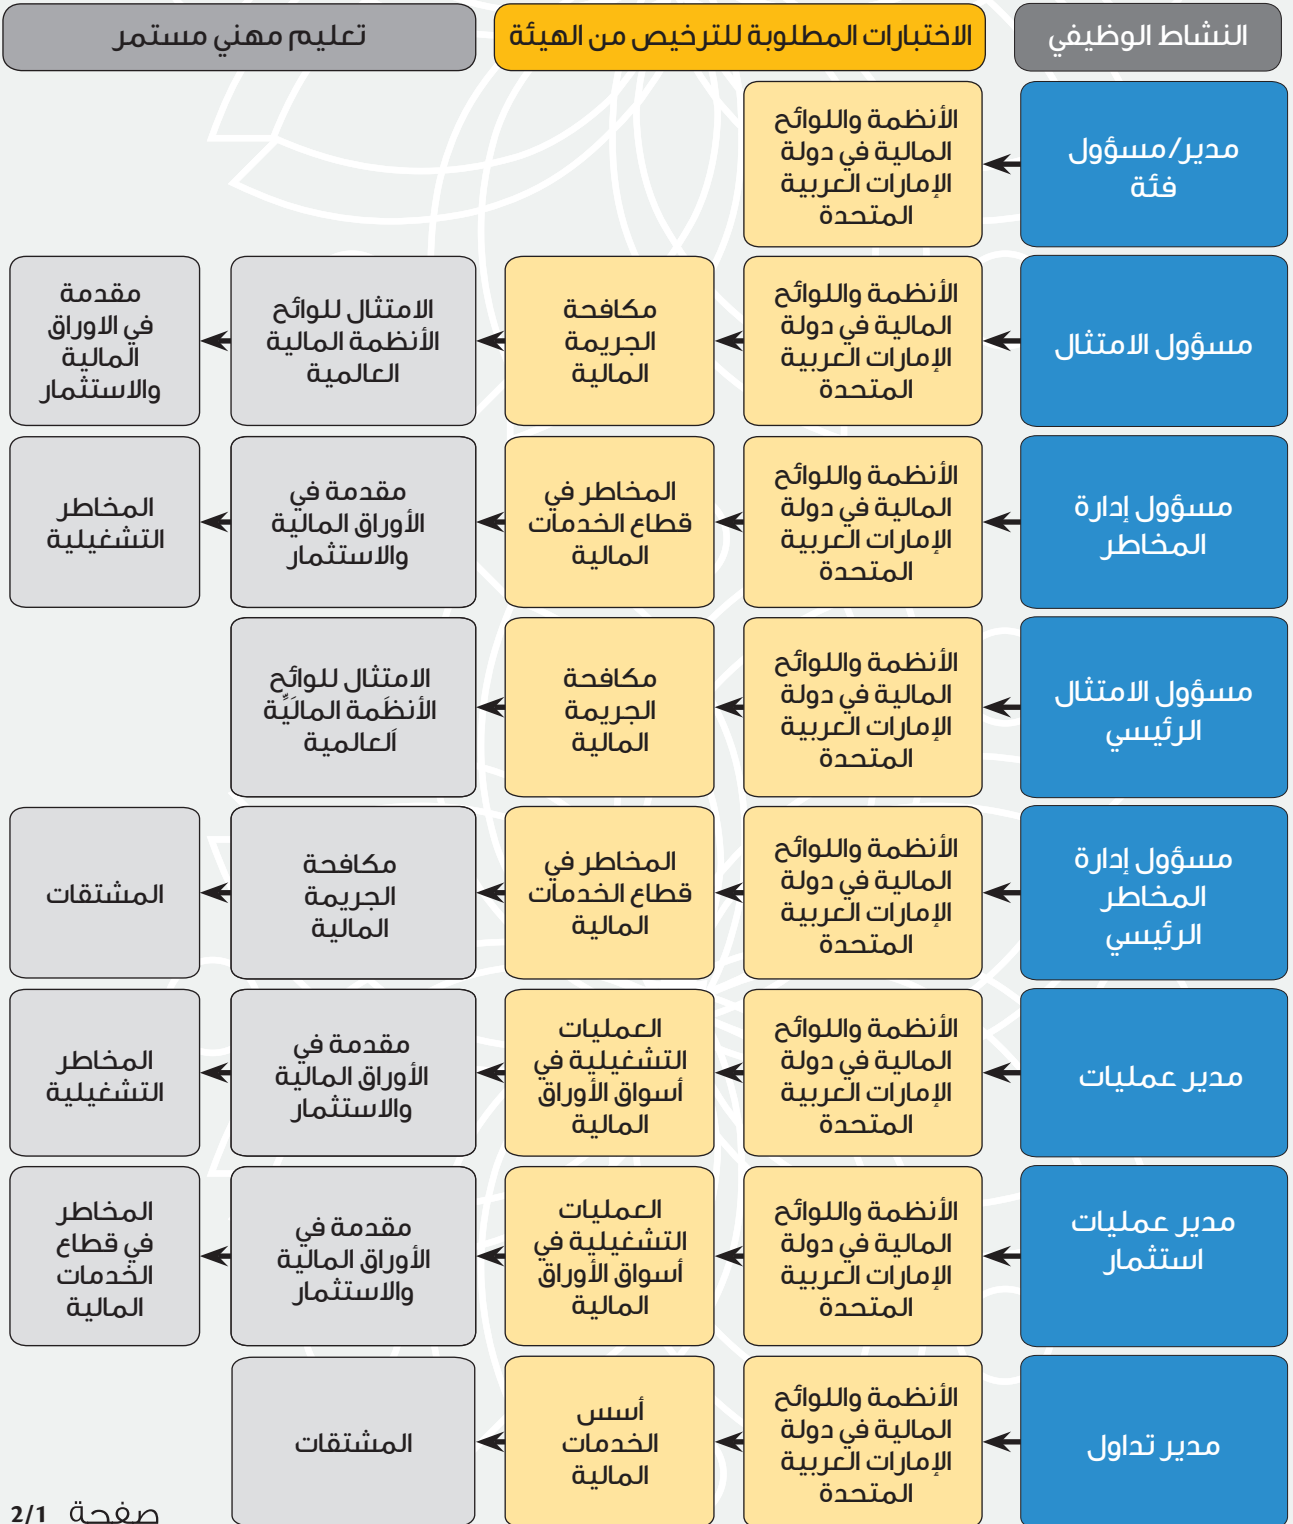 النشاط الوظيفي
الاختبارات المطلوبة للترخيص من الهيئة
تعليم مهني مستمر
مدير/مسؤول
فئة
الأنظمة واللوائح
المالية في دولة
الإمارات العربية
المتحدة
مسؤول الامتثال
الأنظمة واللوائح
المالية في دولة
الإمارات العربية
المتحدة
مكافحة
الجريمة
المالية
الامتثال للوائح
الأنظمة المالية
العالمية
مقدمة
في الاوراق
المالية
والاستثمار
مسؤول إدارة
المخاطر
الأنظمة واللوائح
المالية في دولة
الإمارات العربية
المتحدة
المخاطر في
قطاع الخدمات
المالية
مقدمة في
الأوراق المالية
والاستثمار
المخاطر
التشغيلية
مسؤول الامتثال
الرئيسي
الأنظمة واللوائح
المالية في دولة
الإمارات العربية
المتحدة
مكافحة
الجريمة
المالية
الامتثال للوائح
الأنظَمة المالَيِّة
اَلعالمية
مسؤول إدارة
المخاطر
الرئيسي
الأنظمة واللوائح
المالية في دولة
الإمارات العربية
المتحدة
المخاطر في
قطاع الخدمات
المالية
مكافحة
الجريمة
المالية
المشتقات
مدير عمليات
الأنظمة واللوائح
المالية في دولة
الإمارات العربية
المتحدة
العمليات
التشغيلية في
أسواق الأوراق
المالية
مقدمة في
الأوراق المالية
والاستثمار
المخاطر
التشغيلية
مدير عمليات
استثمار
الأنظمة واللوائح
المالية في دولة
الإمارات العربية
المتحدة
العمليات
التشغيلية في
أسواق الأوراق
المالية
مقدمة في
الأوراق المالية
والاستثمار
المخاطر
في قطاع
الخدمات
المالية
مدير تداول
الأنظمة واللوائح
المالية في دولة
الإمارات العربية
المتحدة
أسس
الخدمات
المالية
المشتقات
صفحة 2/1